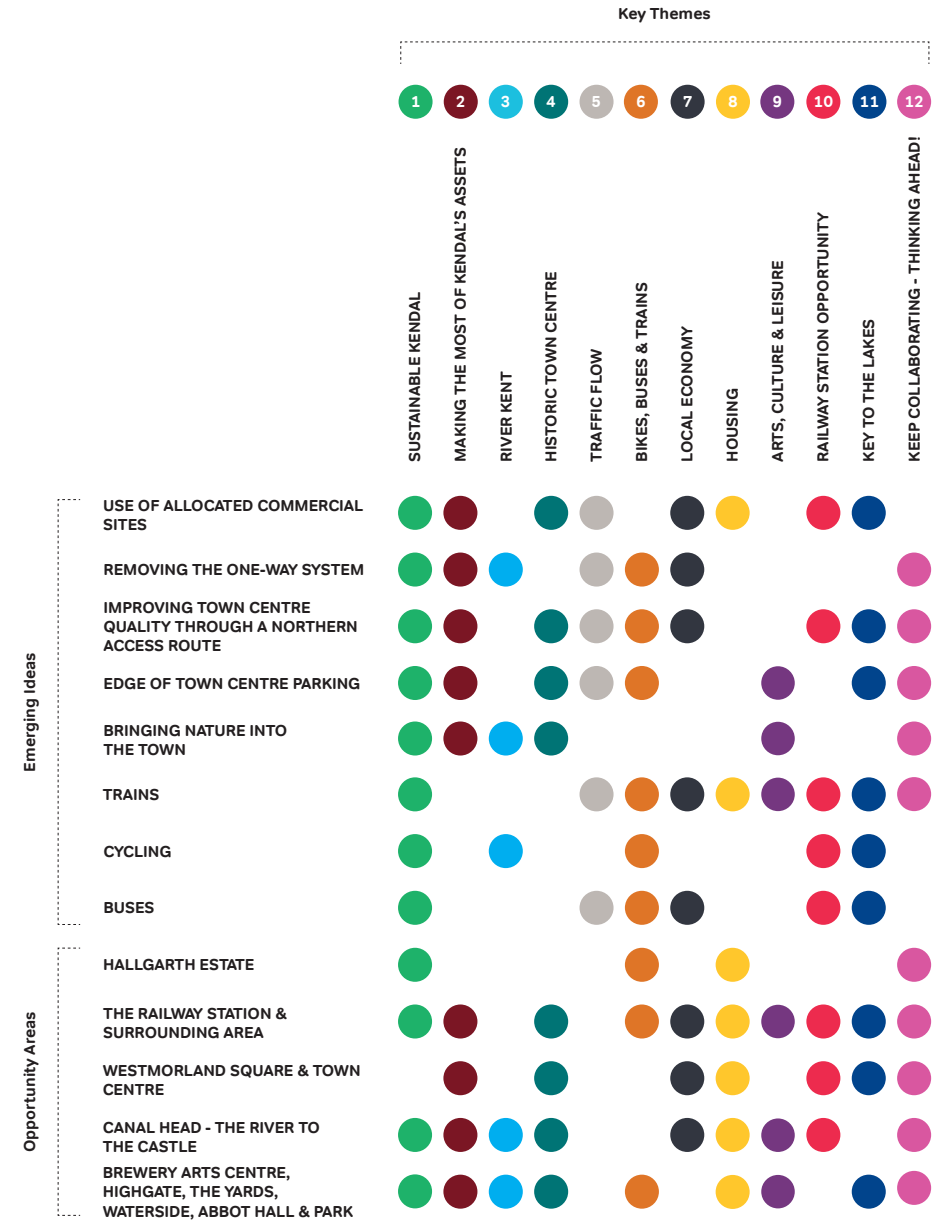 Key Themes
1 2 3 4 5 6 7 8 9 10 11 12
SUSTAINABLE KENDAL
MAKING THE MOST OF KENDAL'S ASSETS
RIVER KENT
HISTORIC TOWN CENTRE
TRAFFIC FLOW
BIKES, BUSES & TRAINS
LOCAL ECONOMY
HOUSING
ARTS, CULTURE & LEISURE
RAILWAY STATION OPPORTUNITY
KEY TO THE LAKES
KEEP COLLABORATING - THINKING AHEAD!
Emerging Ideas
USE OF ALLOCATED COMMERCIAL
SITES
REMOVING THE ONE-WAY SYSTEM
IMPROVING TOWN CENTRE
QUALITY THROUGH A NORTHERN
ACCESS ROUTE
EDGE OF TOWN CENTRE PARKING
BRINGING NATURE INTO
THE TOWN
TRAINS
CYCLING
BUSES
Opportunity Areas
HALLGARTH ESTATE
THE RAILWAY STATION &
SURROUNDING AREA
WESTMORLAND SQUARE & TOWN
CENTRE
CANAL HEAD - THE RIVER TO
THE CASTLE
BREWERY ARTS CENTRE,
HIGHGATE, THE YARDS,
WATERSIDE, ABBOT HALL & PARK